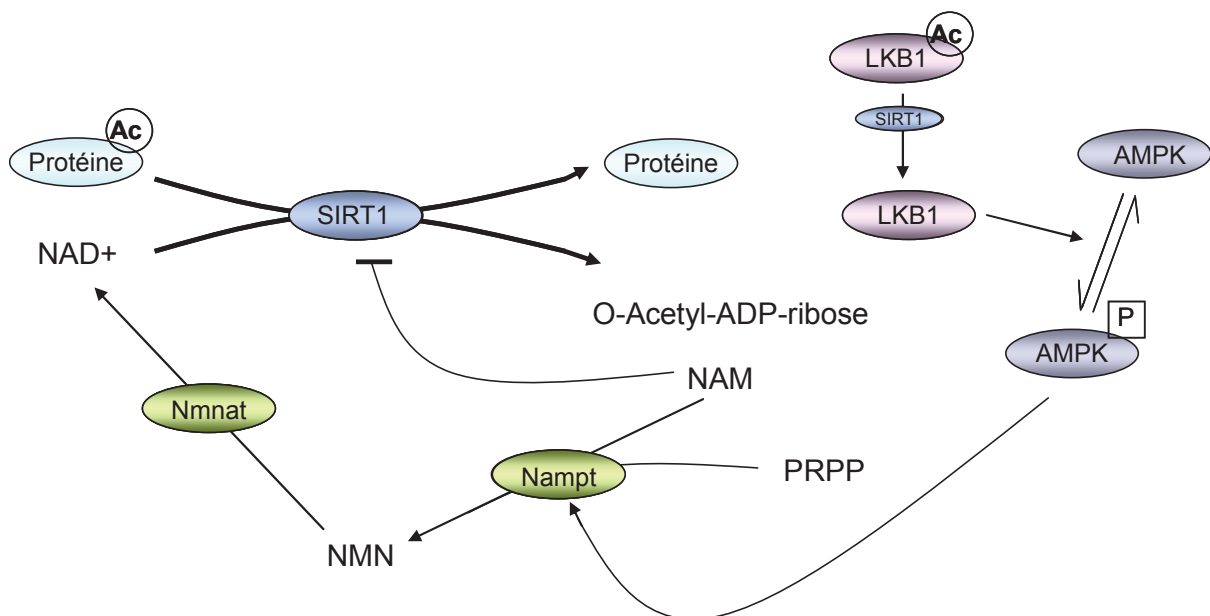 Ac
LKB1
SIRT1
LKB1
AMPK
P
AMPK
Ac
Protéine
Protéine
SIRT1
NAD+
O-Acetyl-ADP-ribose
NAM
Nmnat
Nampt
PRPP
NMN